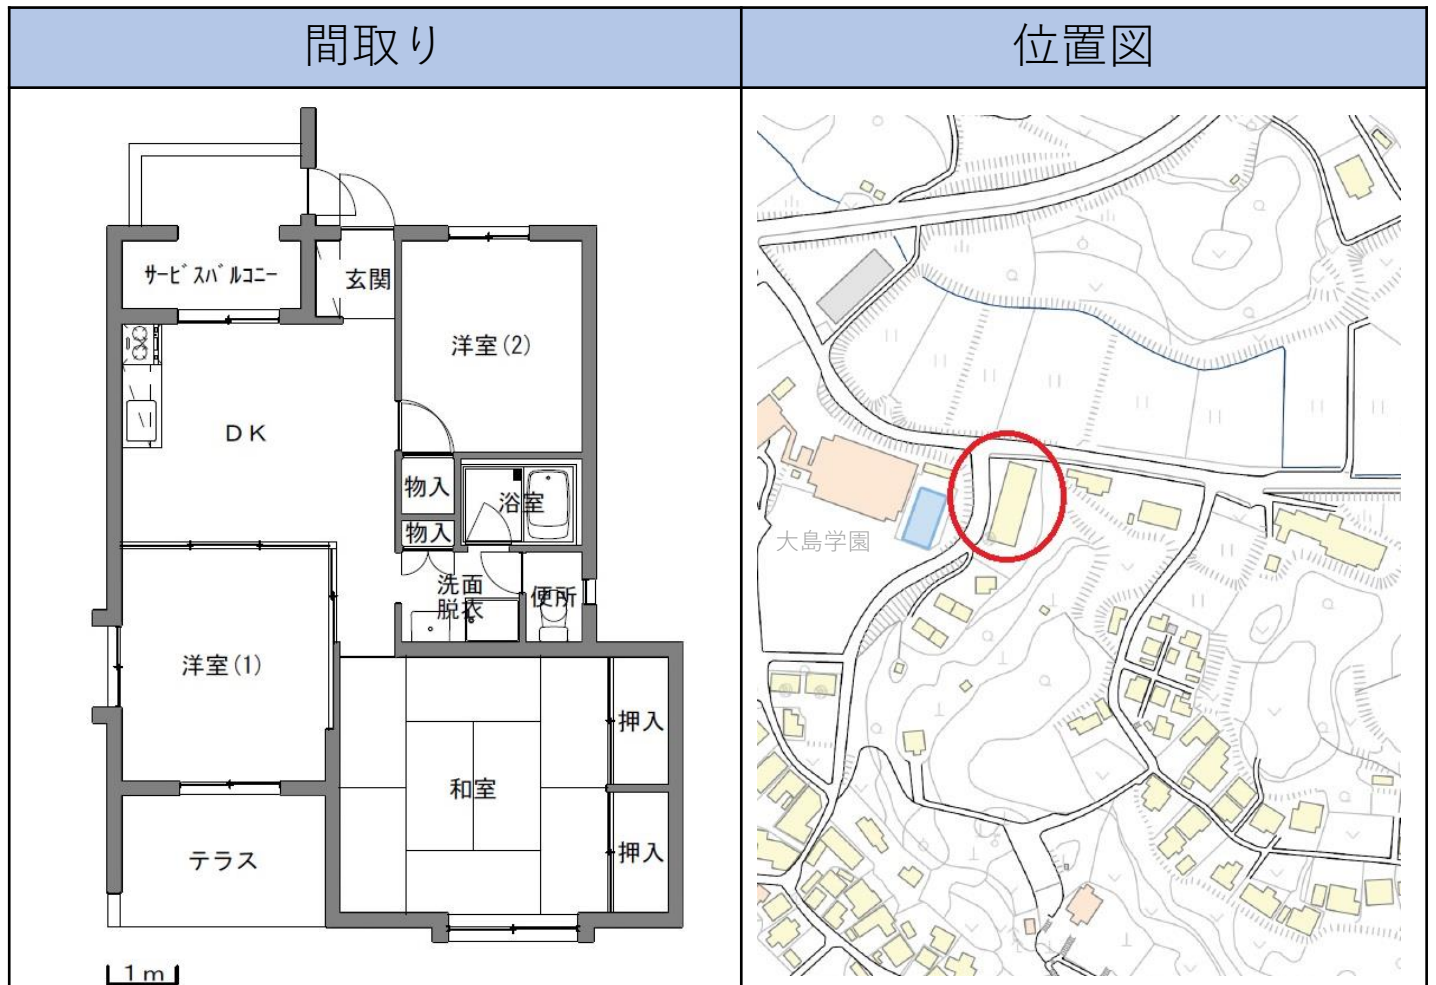 間取り
位置図
サービスバルコニー
玄関
洋室(2)
DK
物入
浴室
物入
洗面
脱衣
便所
洋室(1)
押入
和室
押入
テラス
1m
大島学園